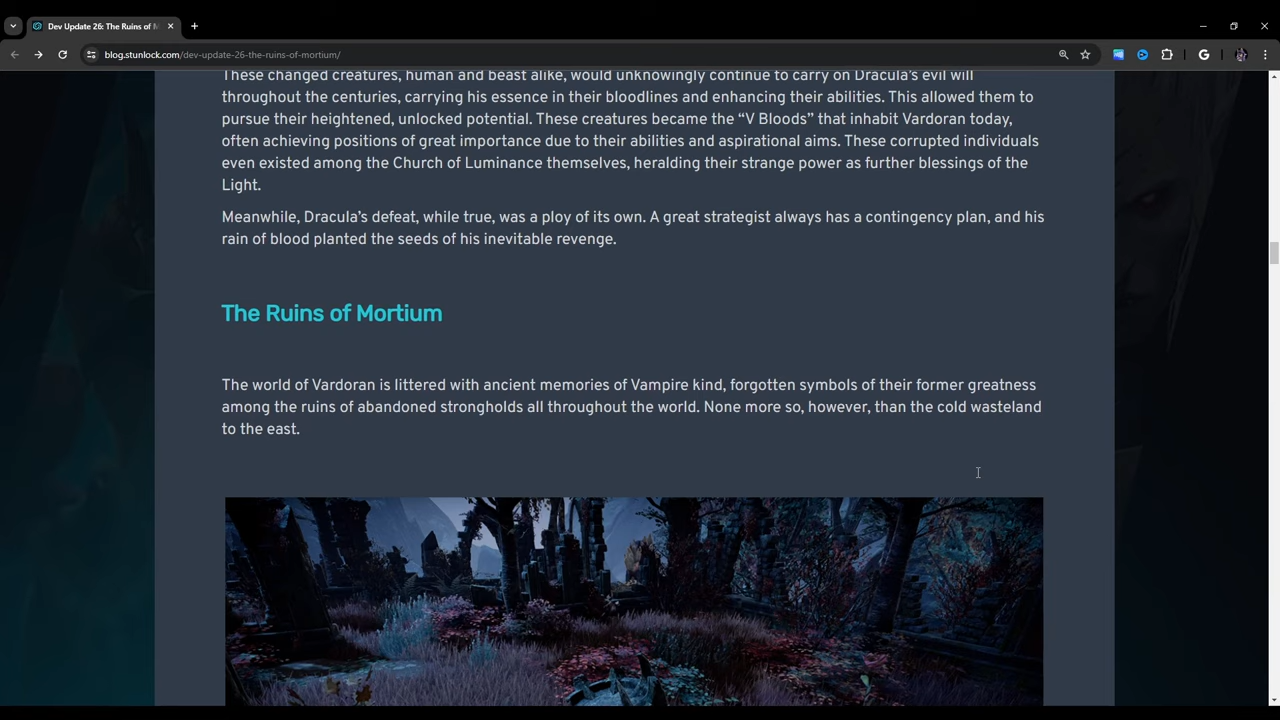 Dev Update 26: The Ruins of M
blog.stunlock.com/dev-update-26-the-ruins-of-mortium/
These changed creatures, human and beast alike, would unknowingly continue to carry on Dracula's evil will
throughout the centuries, carrying his essence in their bloodlines and enhancing their abilities. This allowed them to
pursue their heightened, unlocked potential. These creatures became the “V Bloods” that inhabit Vardoran today,
often achieving positions of great importance due to their abilities and aspirational aims. These corrupted individuals
even existed among the Church of Luminance themselves, heralding their strange power as further blessings of the
Light.
Meanwhile, Dracula's defeat, while true, was a ploy of its own. A great strategist always has a contingency plan, and his
rain of blood planted the seeds of his inevitable revenge.
The Ruins of Mortium
The world of Vardoran is littered with ancient memories of Vampire kind, forgotten symbols of their former greatness
among the ruins of abandoned strongholds all throughout the world. None more so, however, than the cold wasteland
to the east.